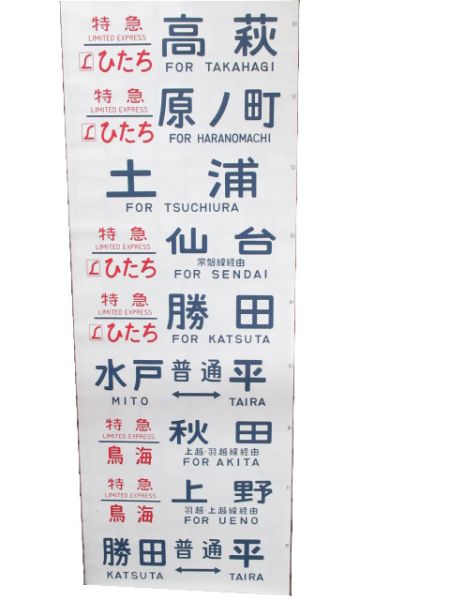 特急 高萩
LIMITED EXPRESS
L ひたち FOR TAKAHAGI
特急 原ノ町
LIMITED EXPRESS
L ひたち FOR HARANOMACHI
土浦
FOR TSUCHIURA
特急 仙台
LIMITED EXPRESS 常磐線経由
L ひたち FOR SENDAI
特急 勝田
LIMITED EXPRESS
L ひたち FOR KATSUTA
水戸 普通 平
MITO ↔ TAIRA
特急 秋田
LIMITED EXPRESS 上越・羽越線経由
鳥海 FOR AKITA
特急 上野
LIMITED EXPRESS 羽越・上越線経由
鳥海 FOR UENO
勝田 普通 平
KATSUTA ↔ TAIRA